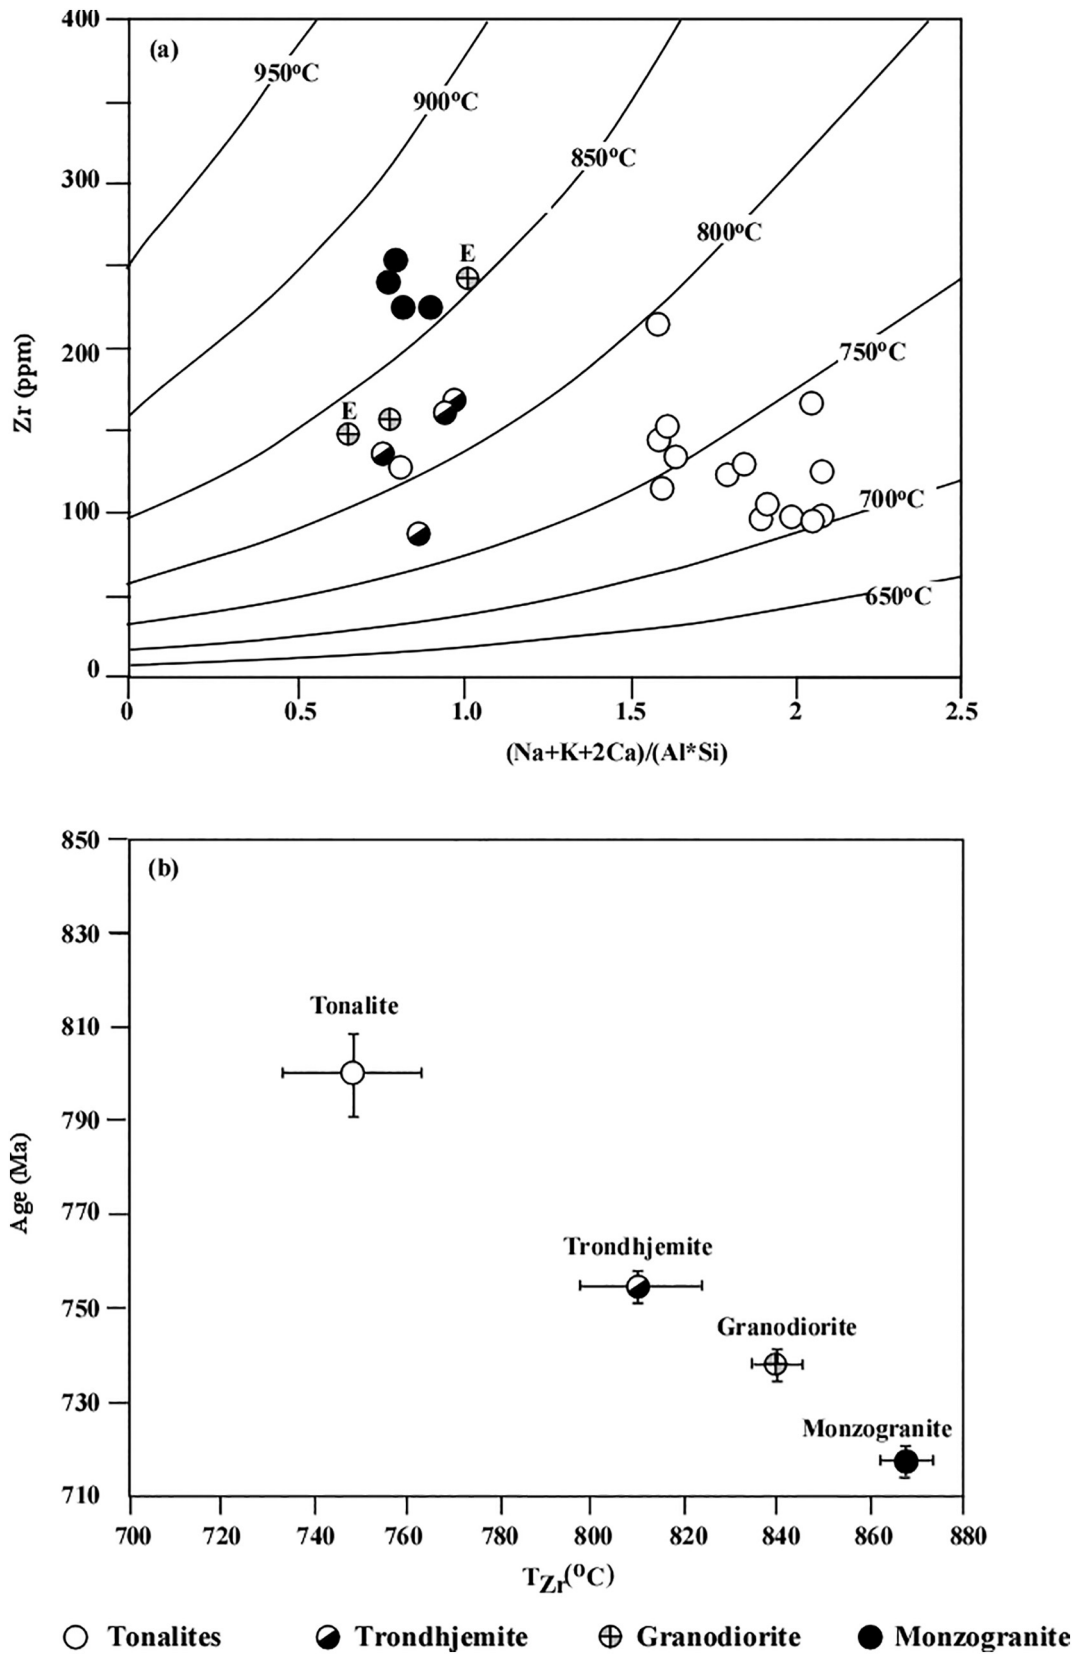 400
(a)
950°C
900°C
850°C
300
800°C
E
Zr (ppm)
200
750°C
E
100
700°C
650°C
0
0 0.5 1.0 1.5 2 2.5
(Na+K+2Ca)/(Al*Si)
850
(b)
830
Tonalite
810
790
Age (Ma)
770
Trondhjemite
750
Granodiorite
730
Monzogranite
710
700 720 740 760 780 800 820 840 860 880
TZr(°C)
Tonalites Trondhjemite Granodiorite Monzogranite